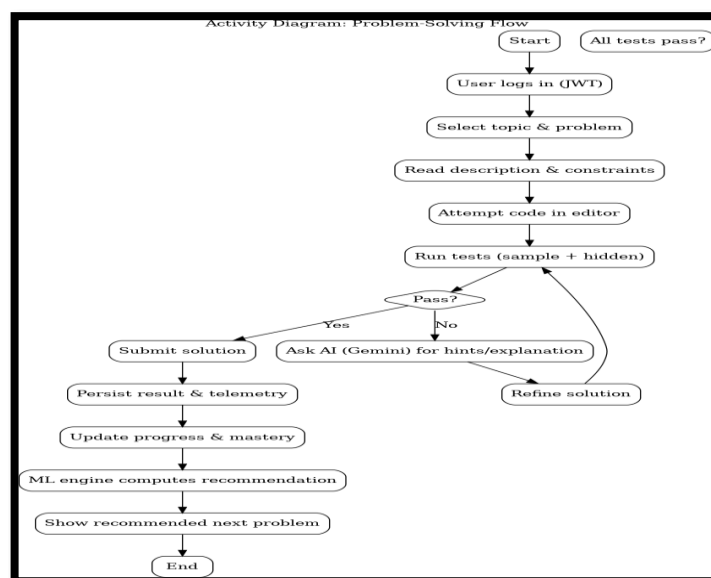 Activity Diagram: Problem-Solving Flow
Start
All tests pass?
User logs in (JWT)
Select topic & problem
Read description & constraints
Attempt code in editor
Run tests (sample + hidden)
Pass?
Yes
No
Submit solution
Ask AI (Gemini) for hints/explanation
Persist result & telemetry
Refine solution
Update progress & mastery
ML engine computes recommendation
Show recommended next problem
End